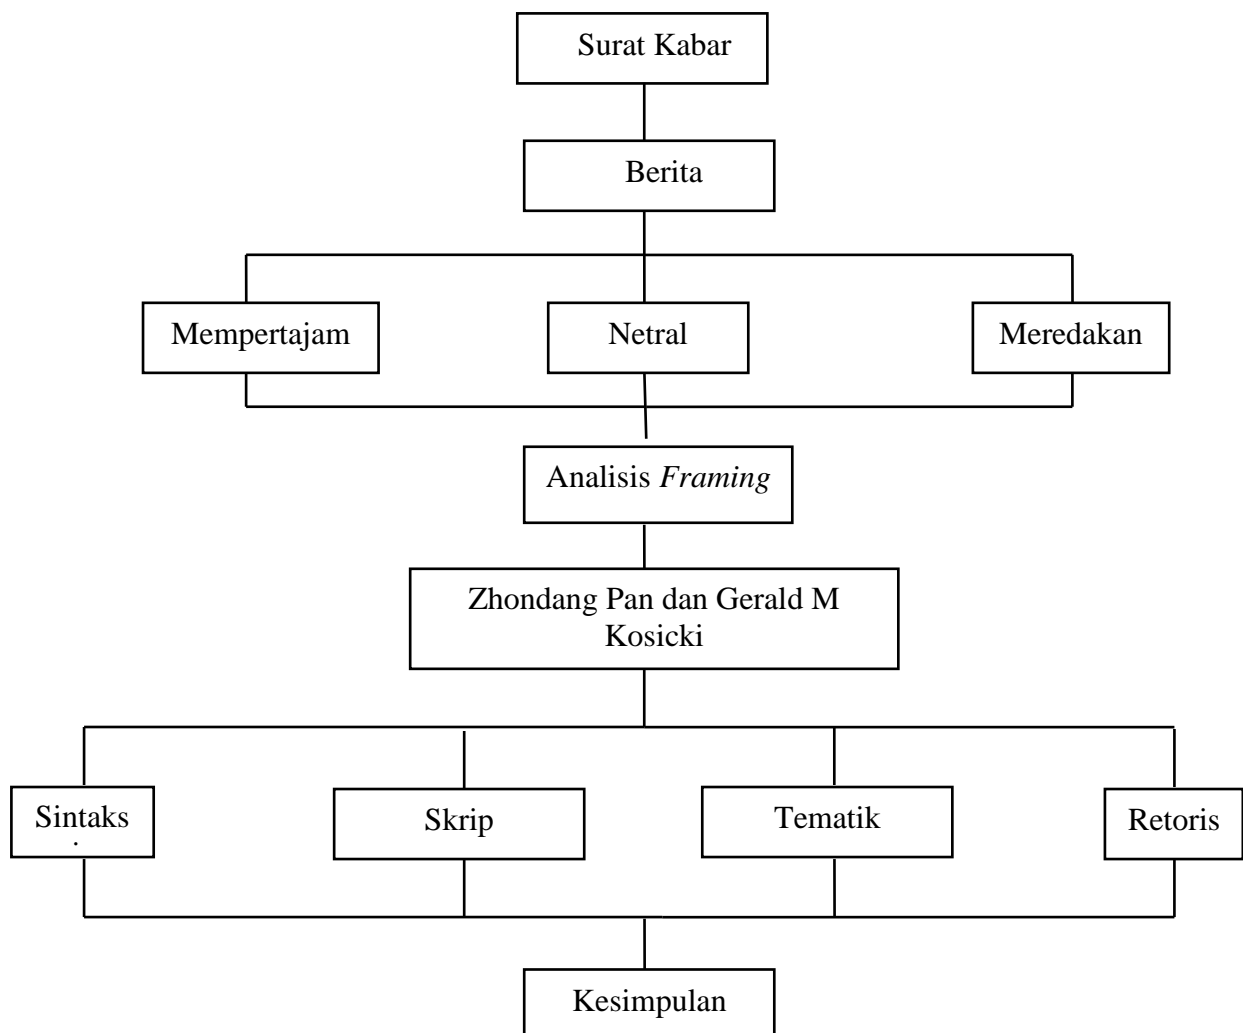 Surat Kabar
Berita
Mempertajam
Netral
Meredakan
Analisis Framing
Zhondang Pan dan Gerald M
Kosicki
Sintaks
Skrip
Tematik
Retoris
Kesimpulan